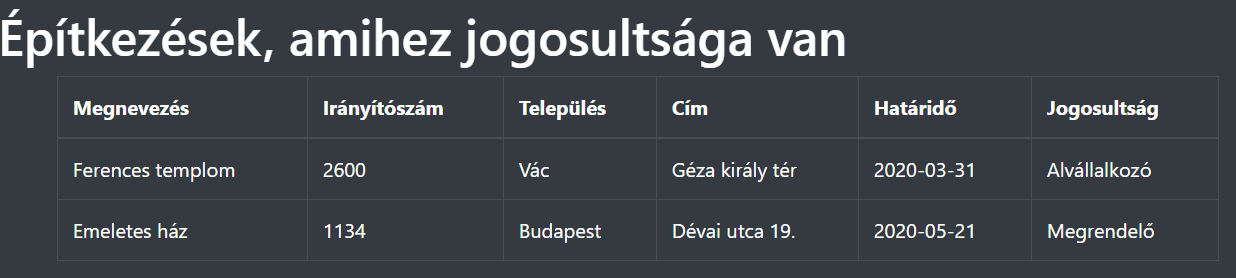 Építkezések, amihez jogosultsága van
Megnevezés Irányítószám Település Cím Határidő Jogosultság
Ferences templom 2600 Vác Géza király tér 2020-03-31 Alvállalkozó
Emeletes ház 1134 Budapest Dévai utca 19. 2020-05-21 Megrendelő